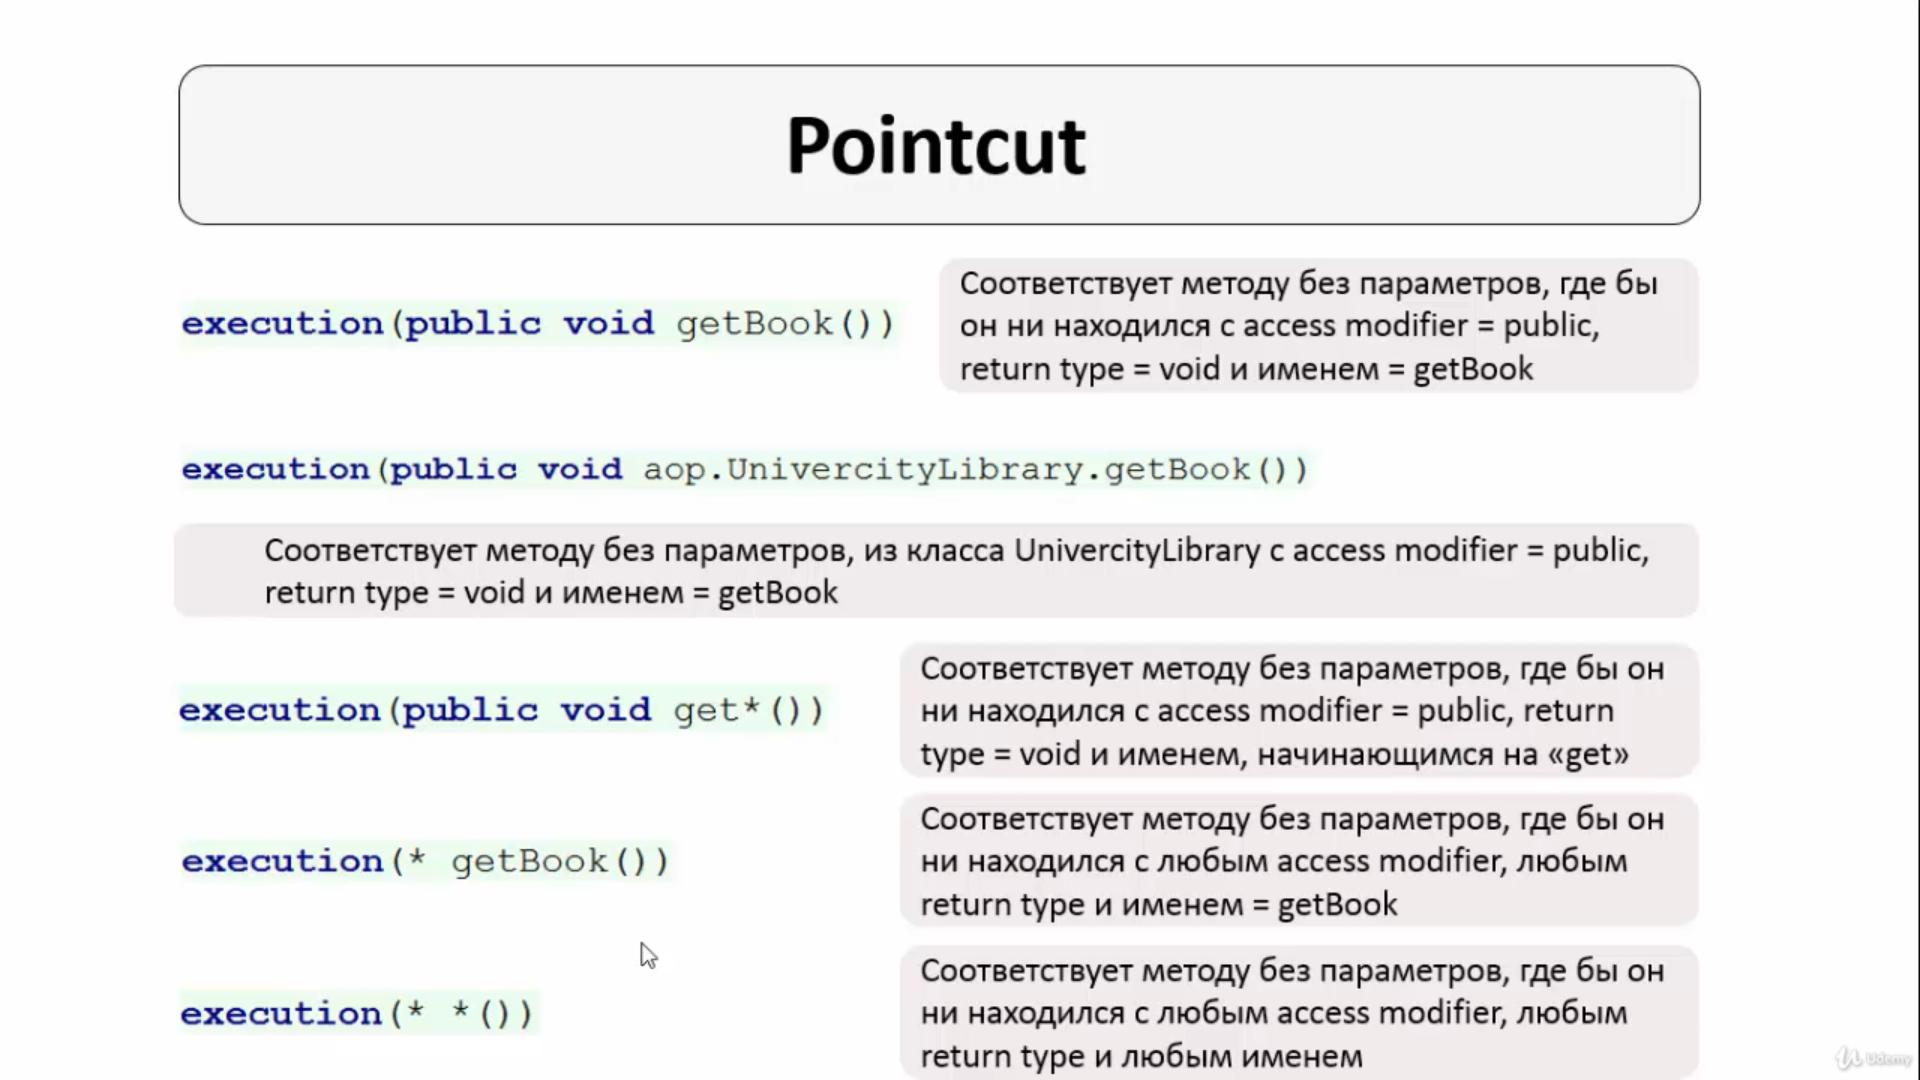 Pointcut
execution(public void getBook())
Соответствует методу без параметров, где бы
он ни находился с access modifier = public,
return type = void и именем = getBook
execution(public void aop.UnivercityLibrary.getBook())
Соответствует методу без параметров, из класса UnivercityLibrary с access modifier = public,
return type = void и именем = getBook
execution(public void get*())
Соответствует методу без параметров, где бы он
ни находился с access modifier = public, return
type = void и именем, начинающимся на «get»
execution(* getBook())
Соответствует методу без параметров, где бы он
ни находился с любым access modifier, любым
return type и именем = getBook
execution(* *())
Соответствует методу без параметров, где бы он
ни находился с любым access modifier, любым
return type и любым именем
Udemy